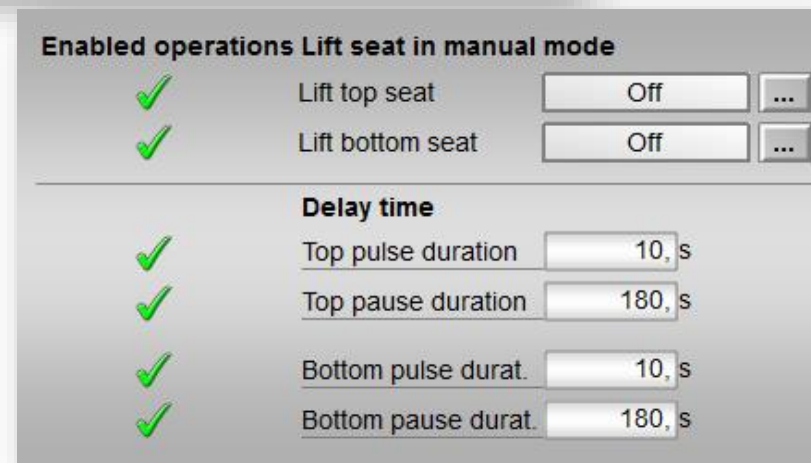 Enabled operations Lift seat in manual mode
Lift top seat Off ...
Lift bottom seat Off ...
Delay time
Top pulse duration 10, s
Top pause duration 180, s
Bottom pulse durat. 10, s
Bottom pause durat. 180, s